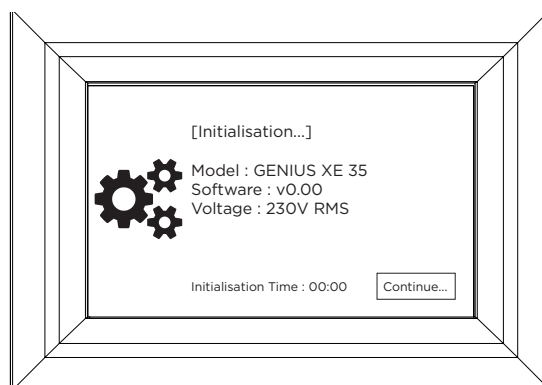 [Initialisation...]
Model : GENIUS XE 35
Software : v0.00
Voltage : 230V RMS
Initialisation Time : 00:00
Continue...